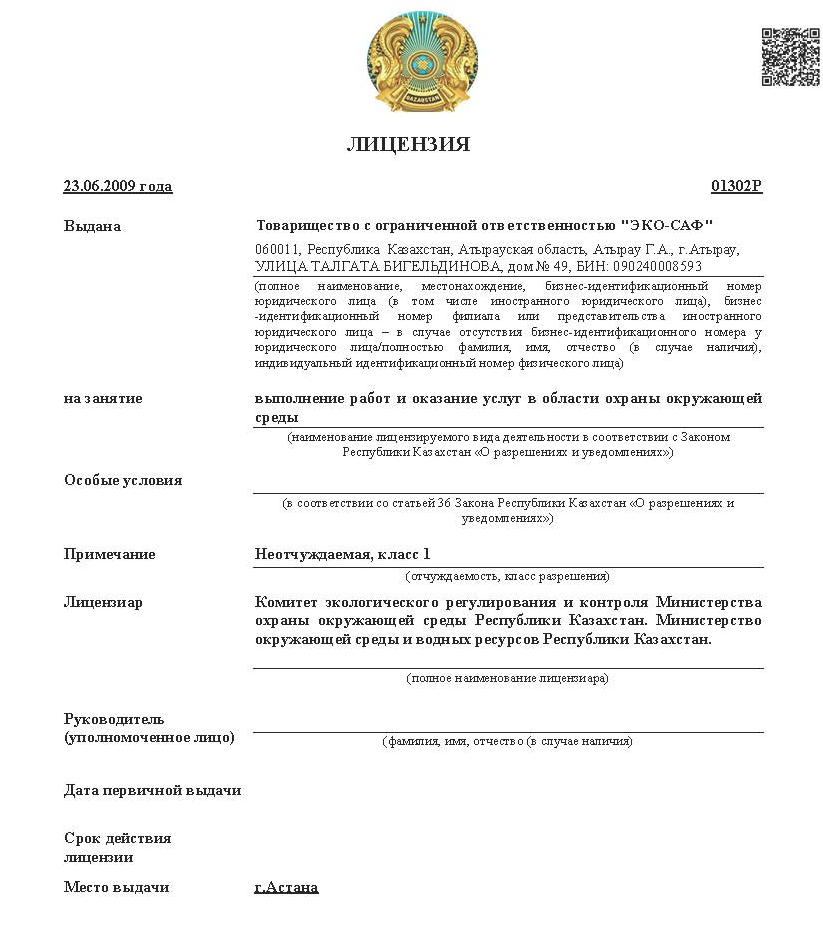 QAZAQSTAN
ЛИЦЕНЗИЯ
23.06.2009 года
01302Р
Выдана
Товарищество с ограниченной ответственностью "ЭКО-САФ"
060011, Республика Казахстан, Атырауская область, Атырау Г.А., г.Атырау,
УЛИЦА ТАЛГАТА БИГЕЛЬДИНОВА, дом № 49, БИН: 090240008593
(полное наименование, местонахождение, бизнес-идентификационный номер
юридического лица (в том числе иностранного юридического лица), бизнес
-идентификационный номер филиала или представительства иностранного
юридического лица – в случае отсутствия бизнес-идентификационного номера у
юридического лица/полностью фамилия, имя, отчество (в случае наличия),
индивидуальный идентификационный номер физического лица)
на занятие
выполнение работ и оказание услуг в области охраны окружающей
среды
(наименование лицензируемого вида деятельности в соответствии с Законом
Республики Казахстан «О разрешениях и уведомлениях»)
Особые условия
(в соответствии со статьей 36 Закона Республики Казахстан «О разрешениях и
уведомлениях»)
Примечание
Неотчуждаемая, класс 1
(отчуждаемость, класс разрешения)
Лицензиар
Комитет экологического регулирования и контроля Министерства
охраны окружающей среды Республики Казахстан. Министерство
окружающей среды и водных ресурсов Республики Казахстан.
(полное наименование лицензиара)
Руководитель
(уполномоченное лицо)
(фамилия, имя, отчество (в случае наличия)
Дата первичной выдачи
Срок действия
лицензии
Место выдачи
г.Астана